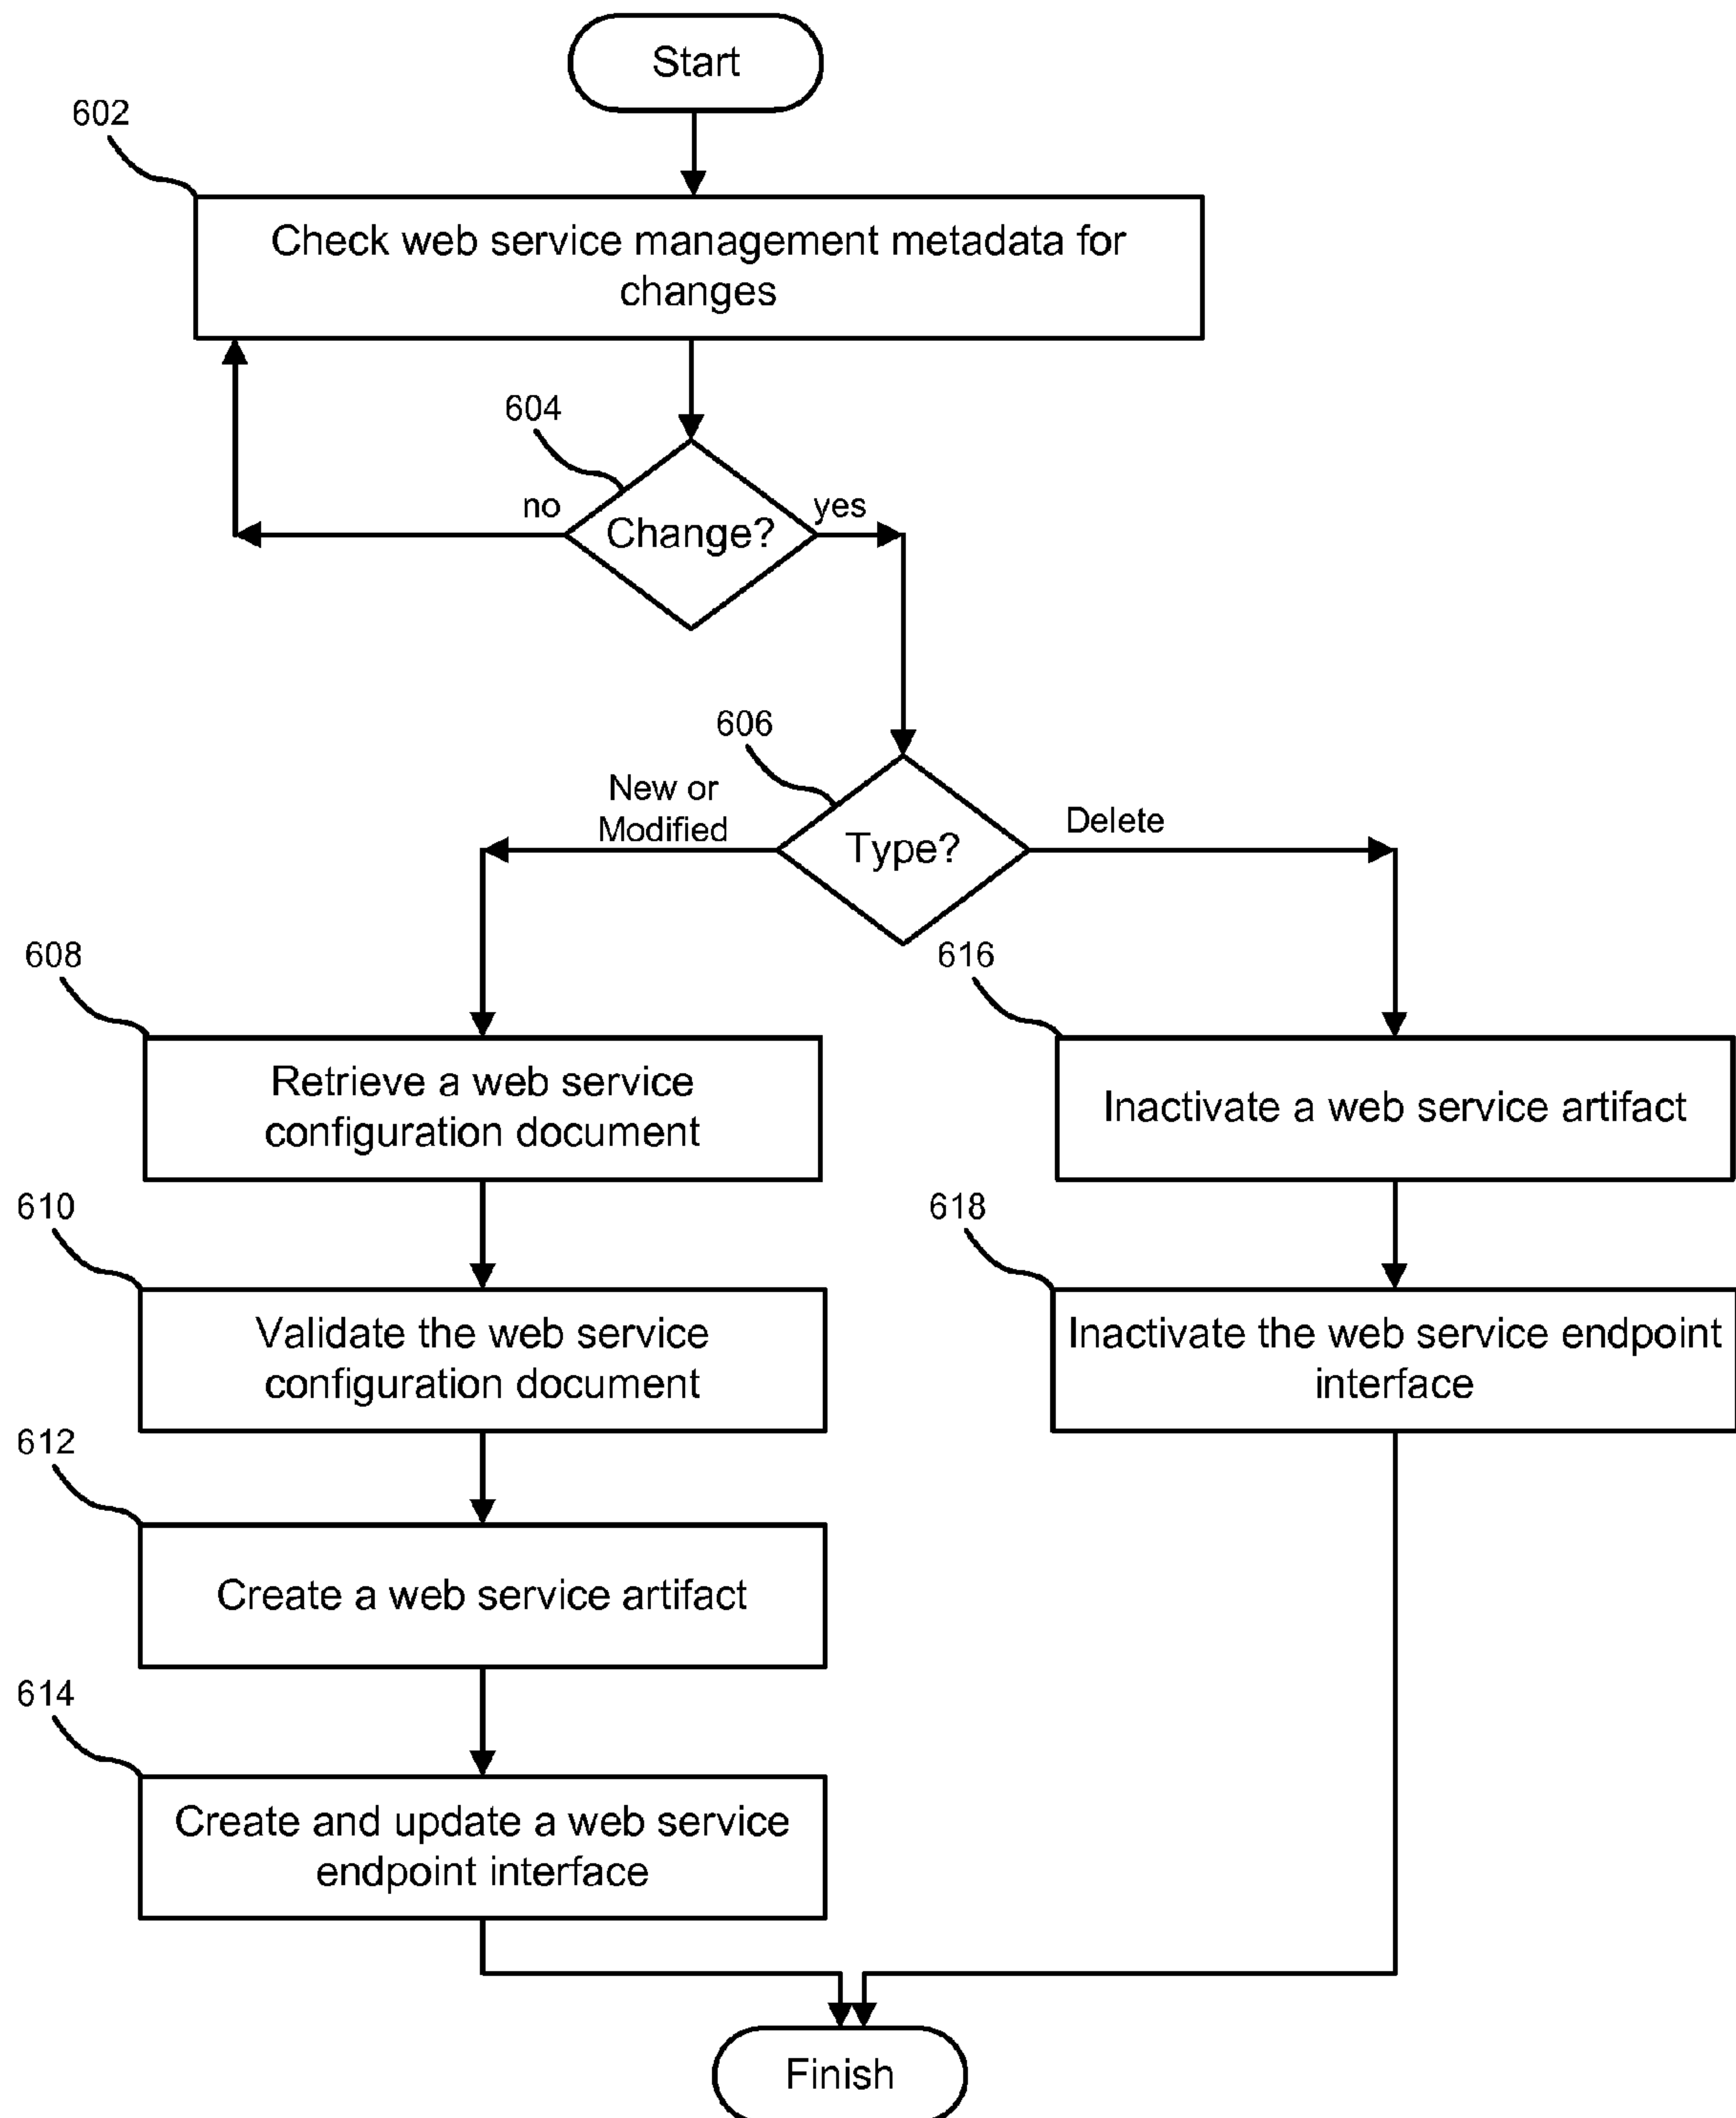 Start
602
Check web service management metadata for
changes
604
no
Change?
yes
606
New or
Modified
Type?
Delete
608
Retrieve a web service
configuration document
616
Inactivate a web service artifact
610
Validate the web service
configuration document
618
Inactivate the web service endpoint
interface
612
Create a web service artifact
614
Create and update a web service
endpoint interface
Finish